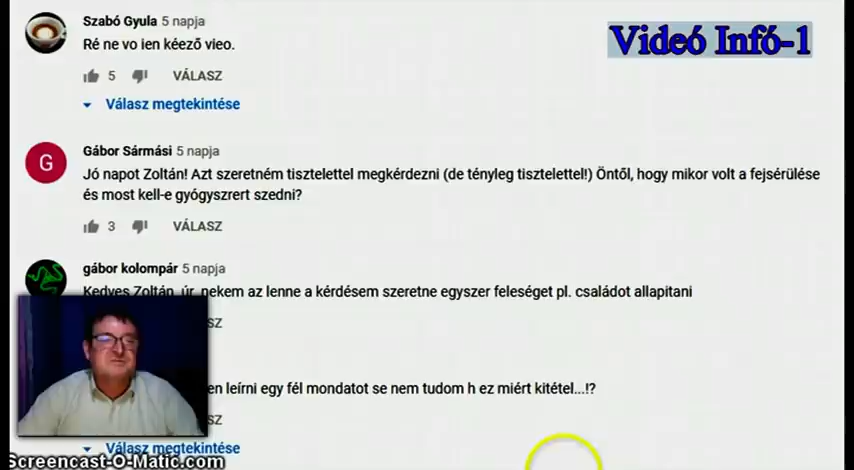 Szabó Gyula 5 napja
Videó Infó-1
Ré ne vo ien kéező vieo.
5 VÁLASZ
Válasz megtekintése
G
Gábor Sármási 5 napja
Jó napot Zoltán! Azt szeretném tisztelettel megkérdezni (de tényleg tisztelettel!) Öntől, hogy mikor volt a fejsérülése
és most kell-e gyógyszrert szedni?
3 VÁLASZ
gábor kolompár 5 napja
Kedves Zoltán úr, nekem az lenne a kérdésem szeretne egyszer feleséget pl. családot allapitani
SZ
en leírni egy fél mondatot se nem tudom h ez miért kitétel...!?
SZ
Válasz megtekintése
Screencast-O-Matic.com